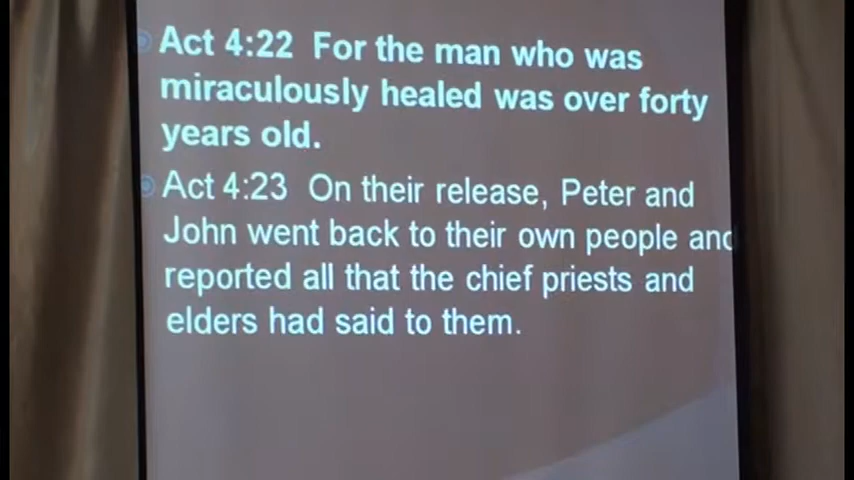 Act 4:22 For the man who was
miraculously healed was over forty
years old.
Act 4:23 On their release, Peter and
John went back to their own people and
reported all that the chief priests and
elders had said to them.